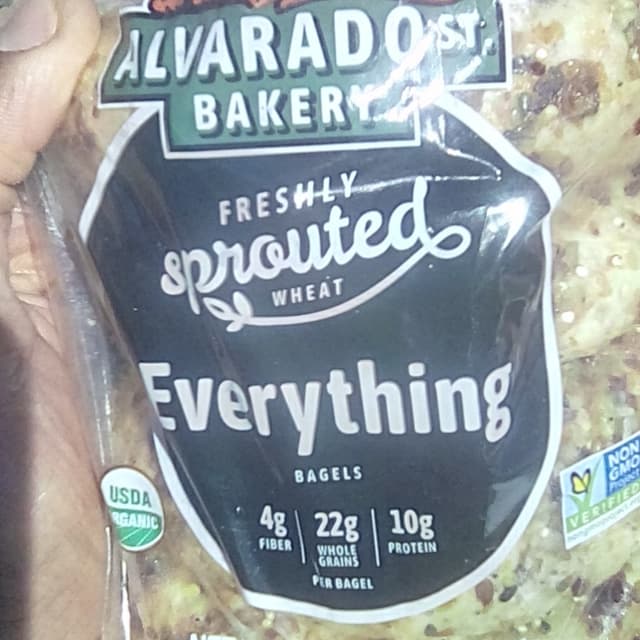 ALVARADO ST.
BAKERY
FRESHLY
sprouted
WHEAT
Everything
BAGELS
USDA
ORGANIC
4g
FIBER
22g
WHOLE
GRAINS
10g
PROTEIN
PER BAGEL
NON
GMO
VERIFIED